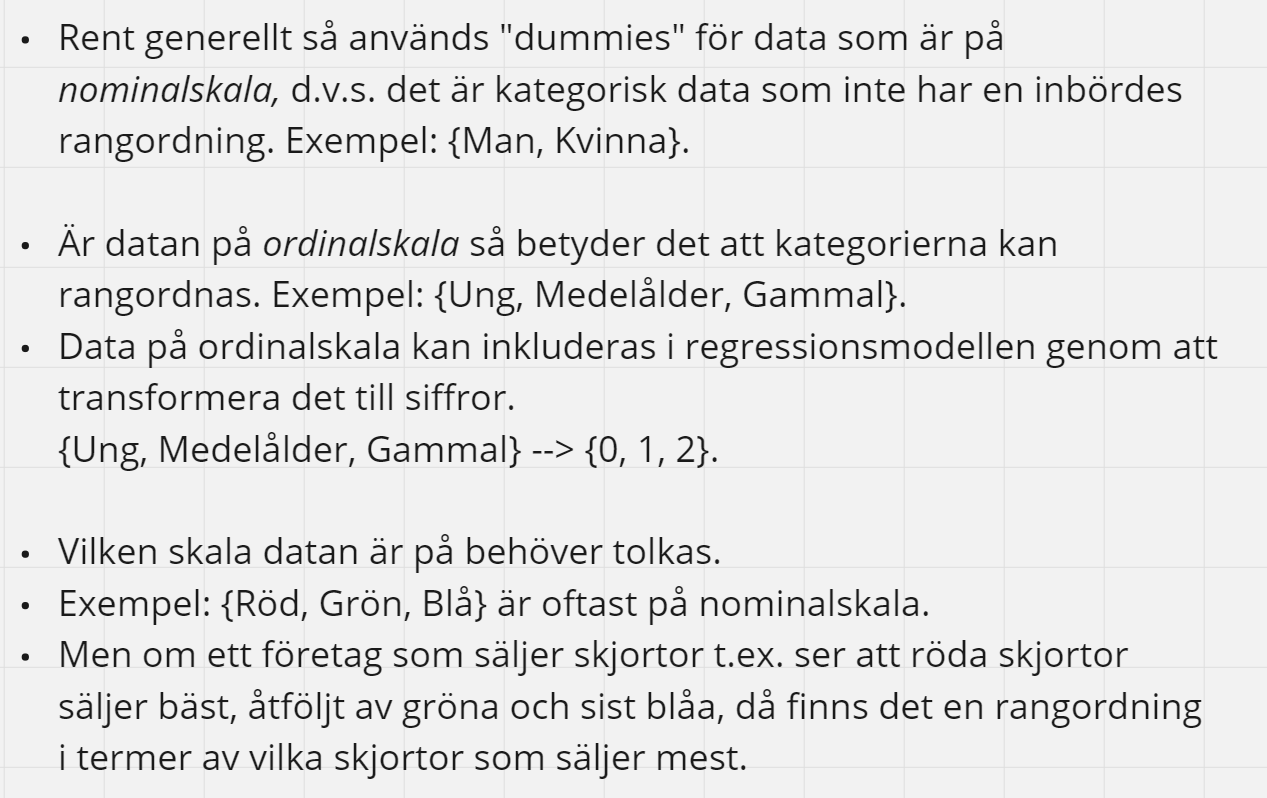 • Rent generellt så används "dummies" för data som är på
nominalskala, d.v.s. det är kategorisk data som inte har en inbördes
rangordning. Exempel: {Man, Kvinna}.
• Är datan på ordinalskala så betyder det att kategorierna kan
rangordnas. Exempel: {Ung, Medelålder, Gammal}.
• Data på ordinalskala kan inkluderas i regressionsmodellen genom att
transformera det till siffror.
{Ung, Medelålder, Gammal} --> {0, 1, 2}.
• Vilken skala datan är på behöver tolkas.
• Exempel: {Röd, Grön, Blå} är oftast på nominalskala.
• Men om ett företag som säljer skjortor t.ex. ser att röda skjortor
säljer bäst, åtföljt av gröna och sist blåa, då finns det en rangordning
i termer av vilka skjortor som säljer mest.